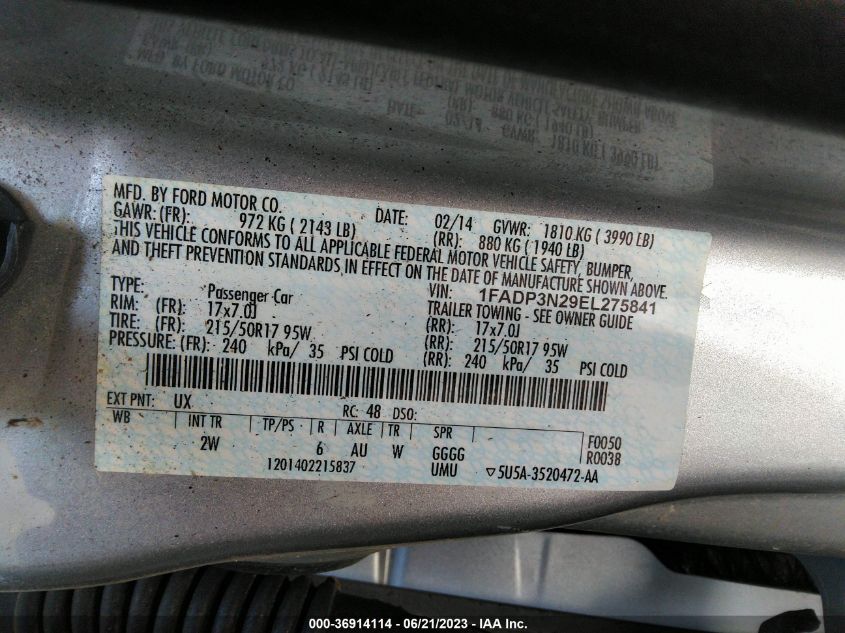 MFD. BY FORD MOTOR CO. DATE: 02/14 GVWR: 1810 KG ( 3990 LB)
GAWR: (FR): 972 KG ( 2143 LB) (RR): 880 KG ( 1940 LB)
THIS VEHICLE CONFORMS TO ALL APPLICABLE FEDERAL MOTOR VEHICLE SAFETY, BUMPER,
AND THEFT PREVENTION STANDARDS IN EFFECT ON THE DATE OF MANUFACTURE SHOWN ABOVE.
VIN: 1FADP3N29EL275841
TYPE: Passenger Car TRAILER TOWING - SEE OWNER GUIDE
RIM: (FR): 17x7.0J (RR): 17x7.0J
TIRE: (FR): 215/50R17 95W (RR): 215/50R17 95W
PRESSURE: (FR): 240 kPa/ 35 PSI COLD (RR): 240 kPa/ 35 PSI COLD
EXT PNT: UX RC: 48 DSO:
WB INT TR TP/PS R AXLE TR SPR F0050
2W 6 AU W GGGG R0038
1201402215837 UMU ▽5U5A-3520472-AA
000-36914114 - 06/21/2023 - IAA Inc.